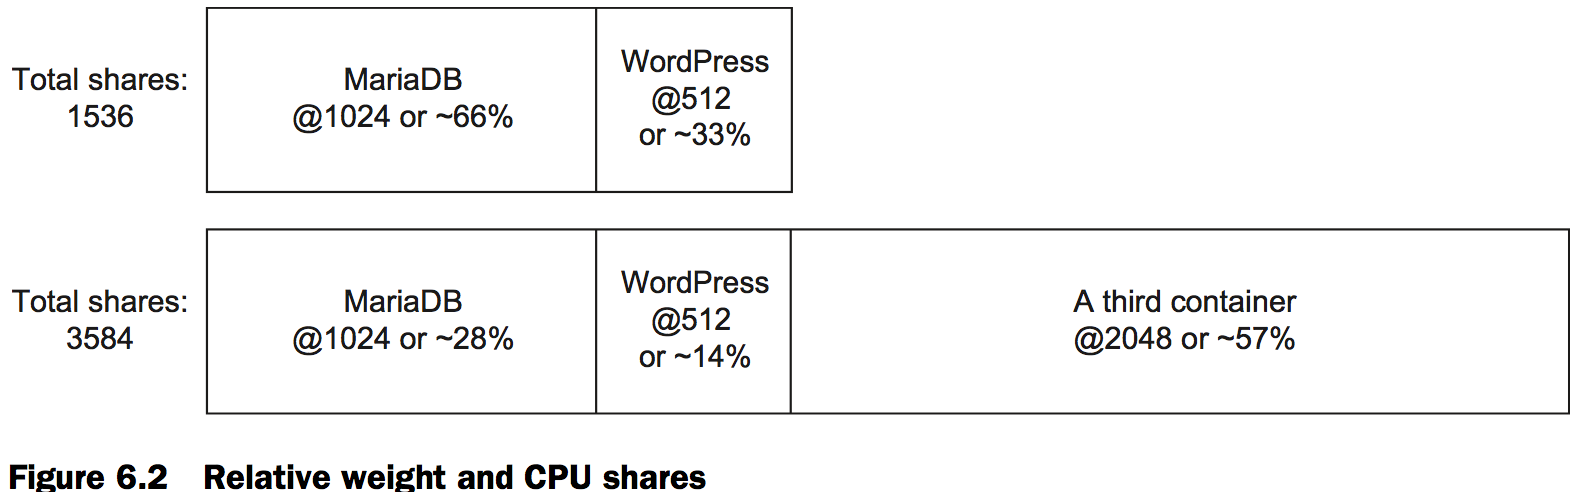 Total shares:
1536
MariaDB
@1024 or ~66%
WordPress
@512
or ~33%
Total shares:
3584
MariaDB
@1024 or ~28%
WordPress
@512
or ~14%
A third container
@2048 or ~57%
Figure 6.2 Relative weight and CPU shares